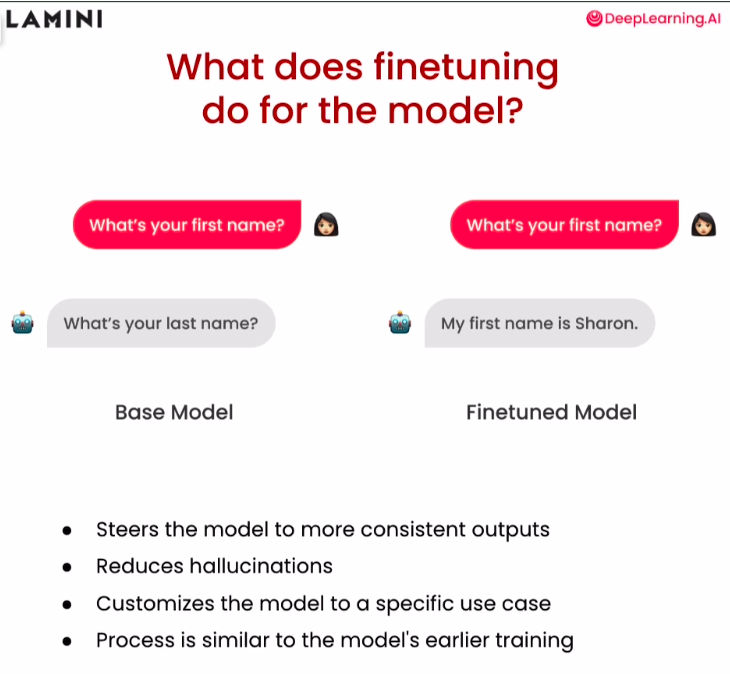 LAMINI
DeepLearning.AI
What does finetuning
do for the model?
What's your first name?
What's your first name?
What's your last name?
My first name is Sharon.
Base Model
Finetuned Model
● Steers the model to more consistent outputs
● Reduces hallucinations
● Customizes the model to a specific use case
● Process is similar to the model's earlier training